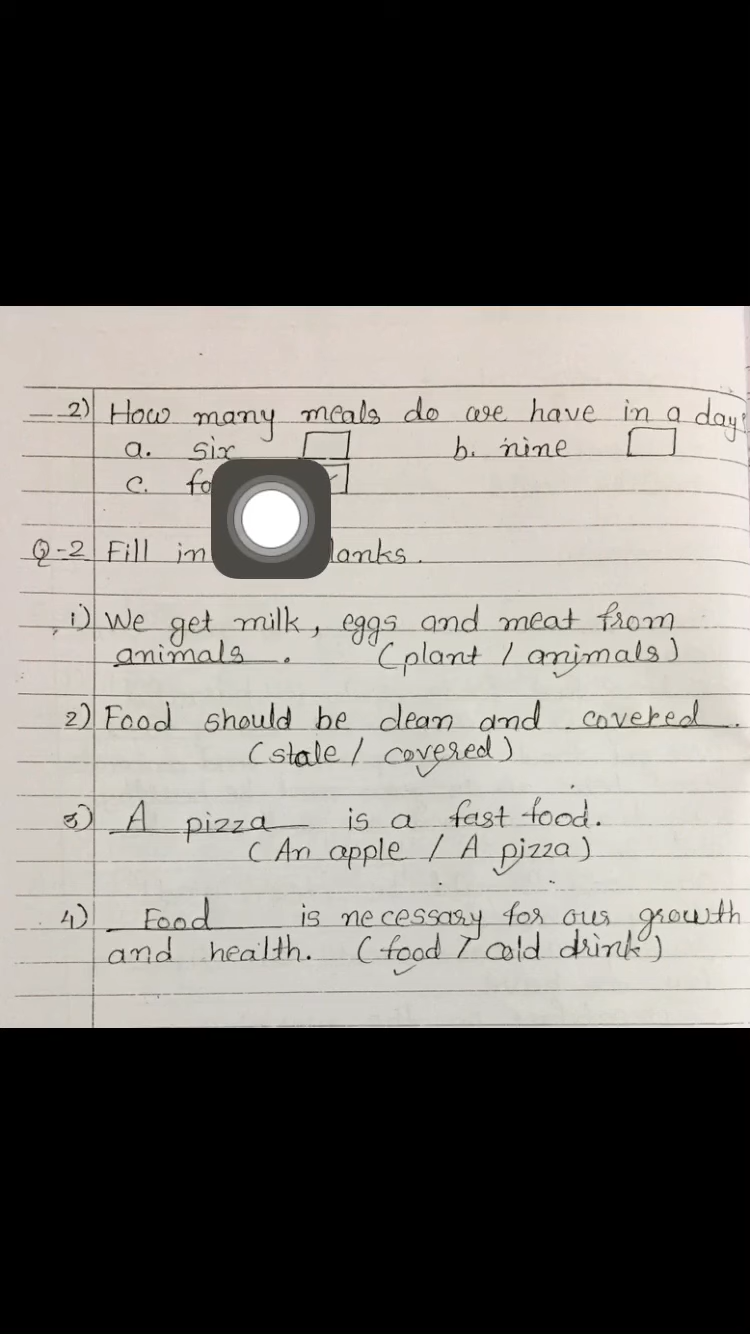 2) How many meals do we have in a day?
a. six b. nine
c.
Q-2 Fill in
1) We get milk, eggs and meat from
animals. (plant / animals)
2) Food should be clean and covered.
(stale / covered)
3) A pizza is a fast food.
(An apple / A pizza)
4) Food is necessary for our growth
and health. (food / cold drink)